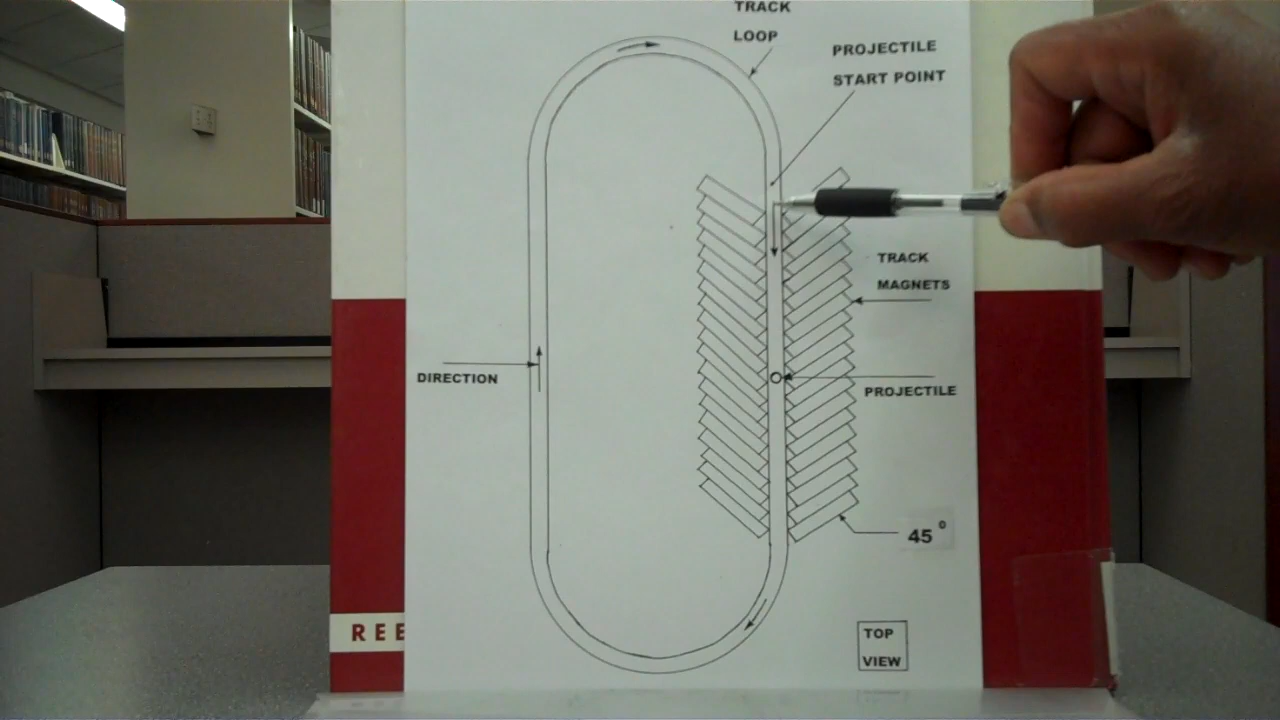 TRACK
LOOP
PROJECTILE
START POINT
TRACK
MAGNETS
DIRECTION
PROJECTILE
45°
REE
TOP
VIEW